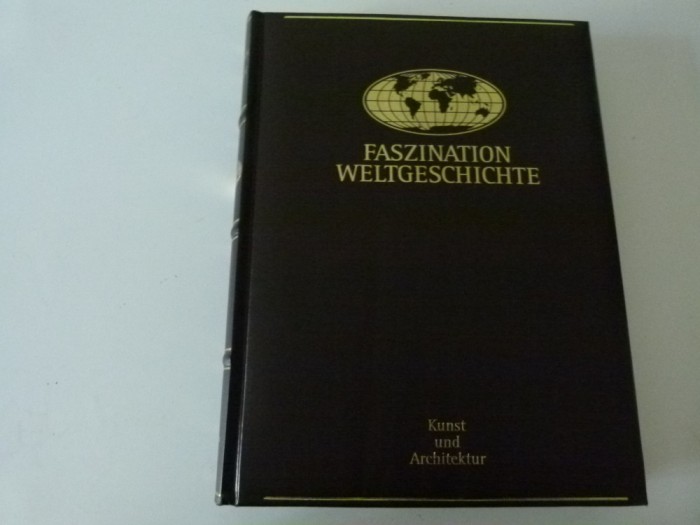 FASZINATION
WELTGESCHICHTE
Kunst
und
Architektur